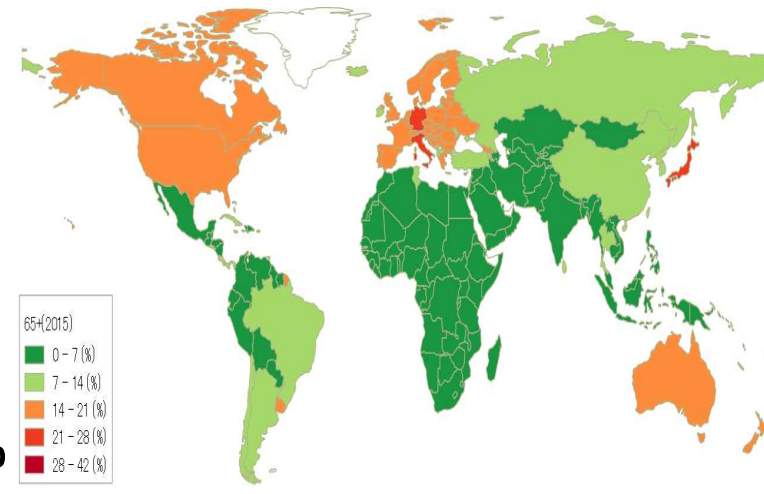 65+(2015)
0 - 7 (%)
7 - 14 (%)
14 - 21 (%)
21 - 28 (%)
28 - 42 (%)